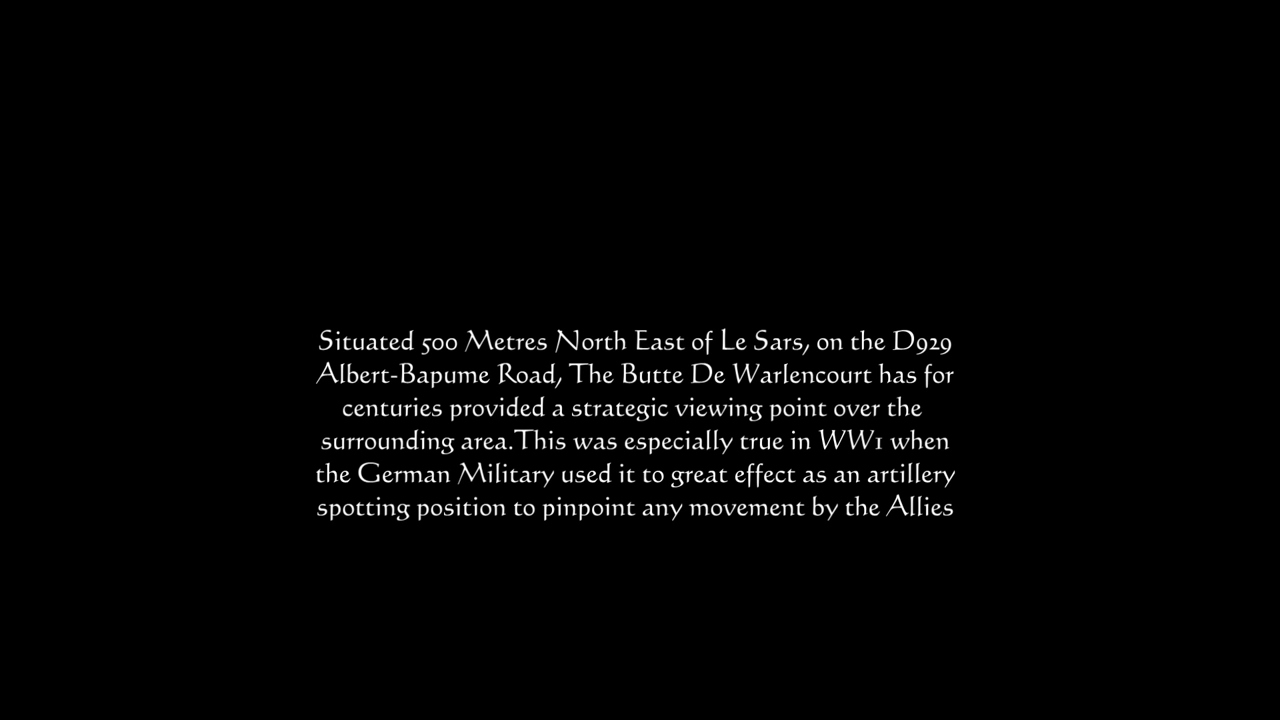 Situated 500 Metres North East of Le Sars, on the D929
Albert-Bapume Road, The Butte De Warlencourt has for
centuries provided a strategic viewing point over the
surrounding area.This was especially true in WW1 when
the German Military used it to great effect as an artillery
spotting position to pinpoint any movement by the Allies